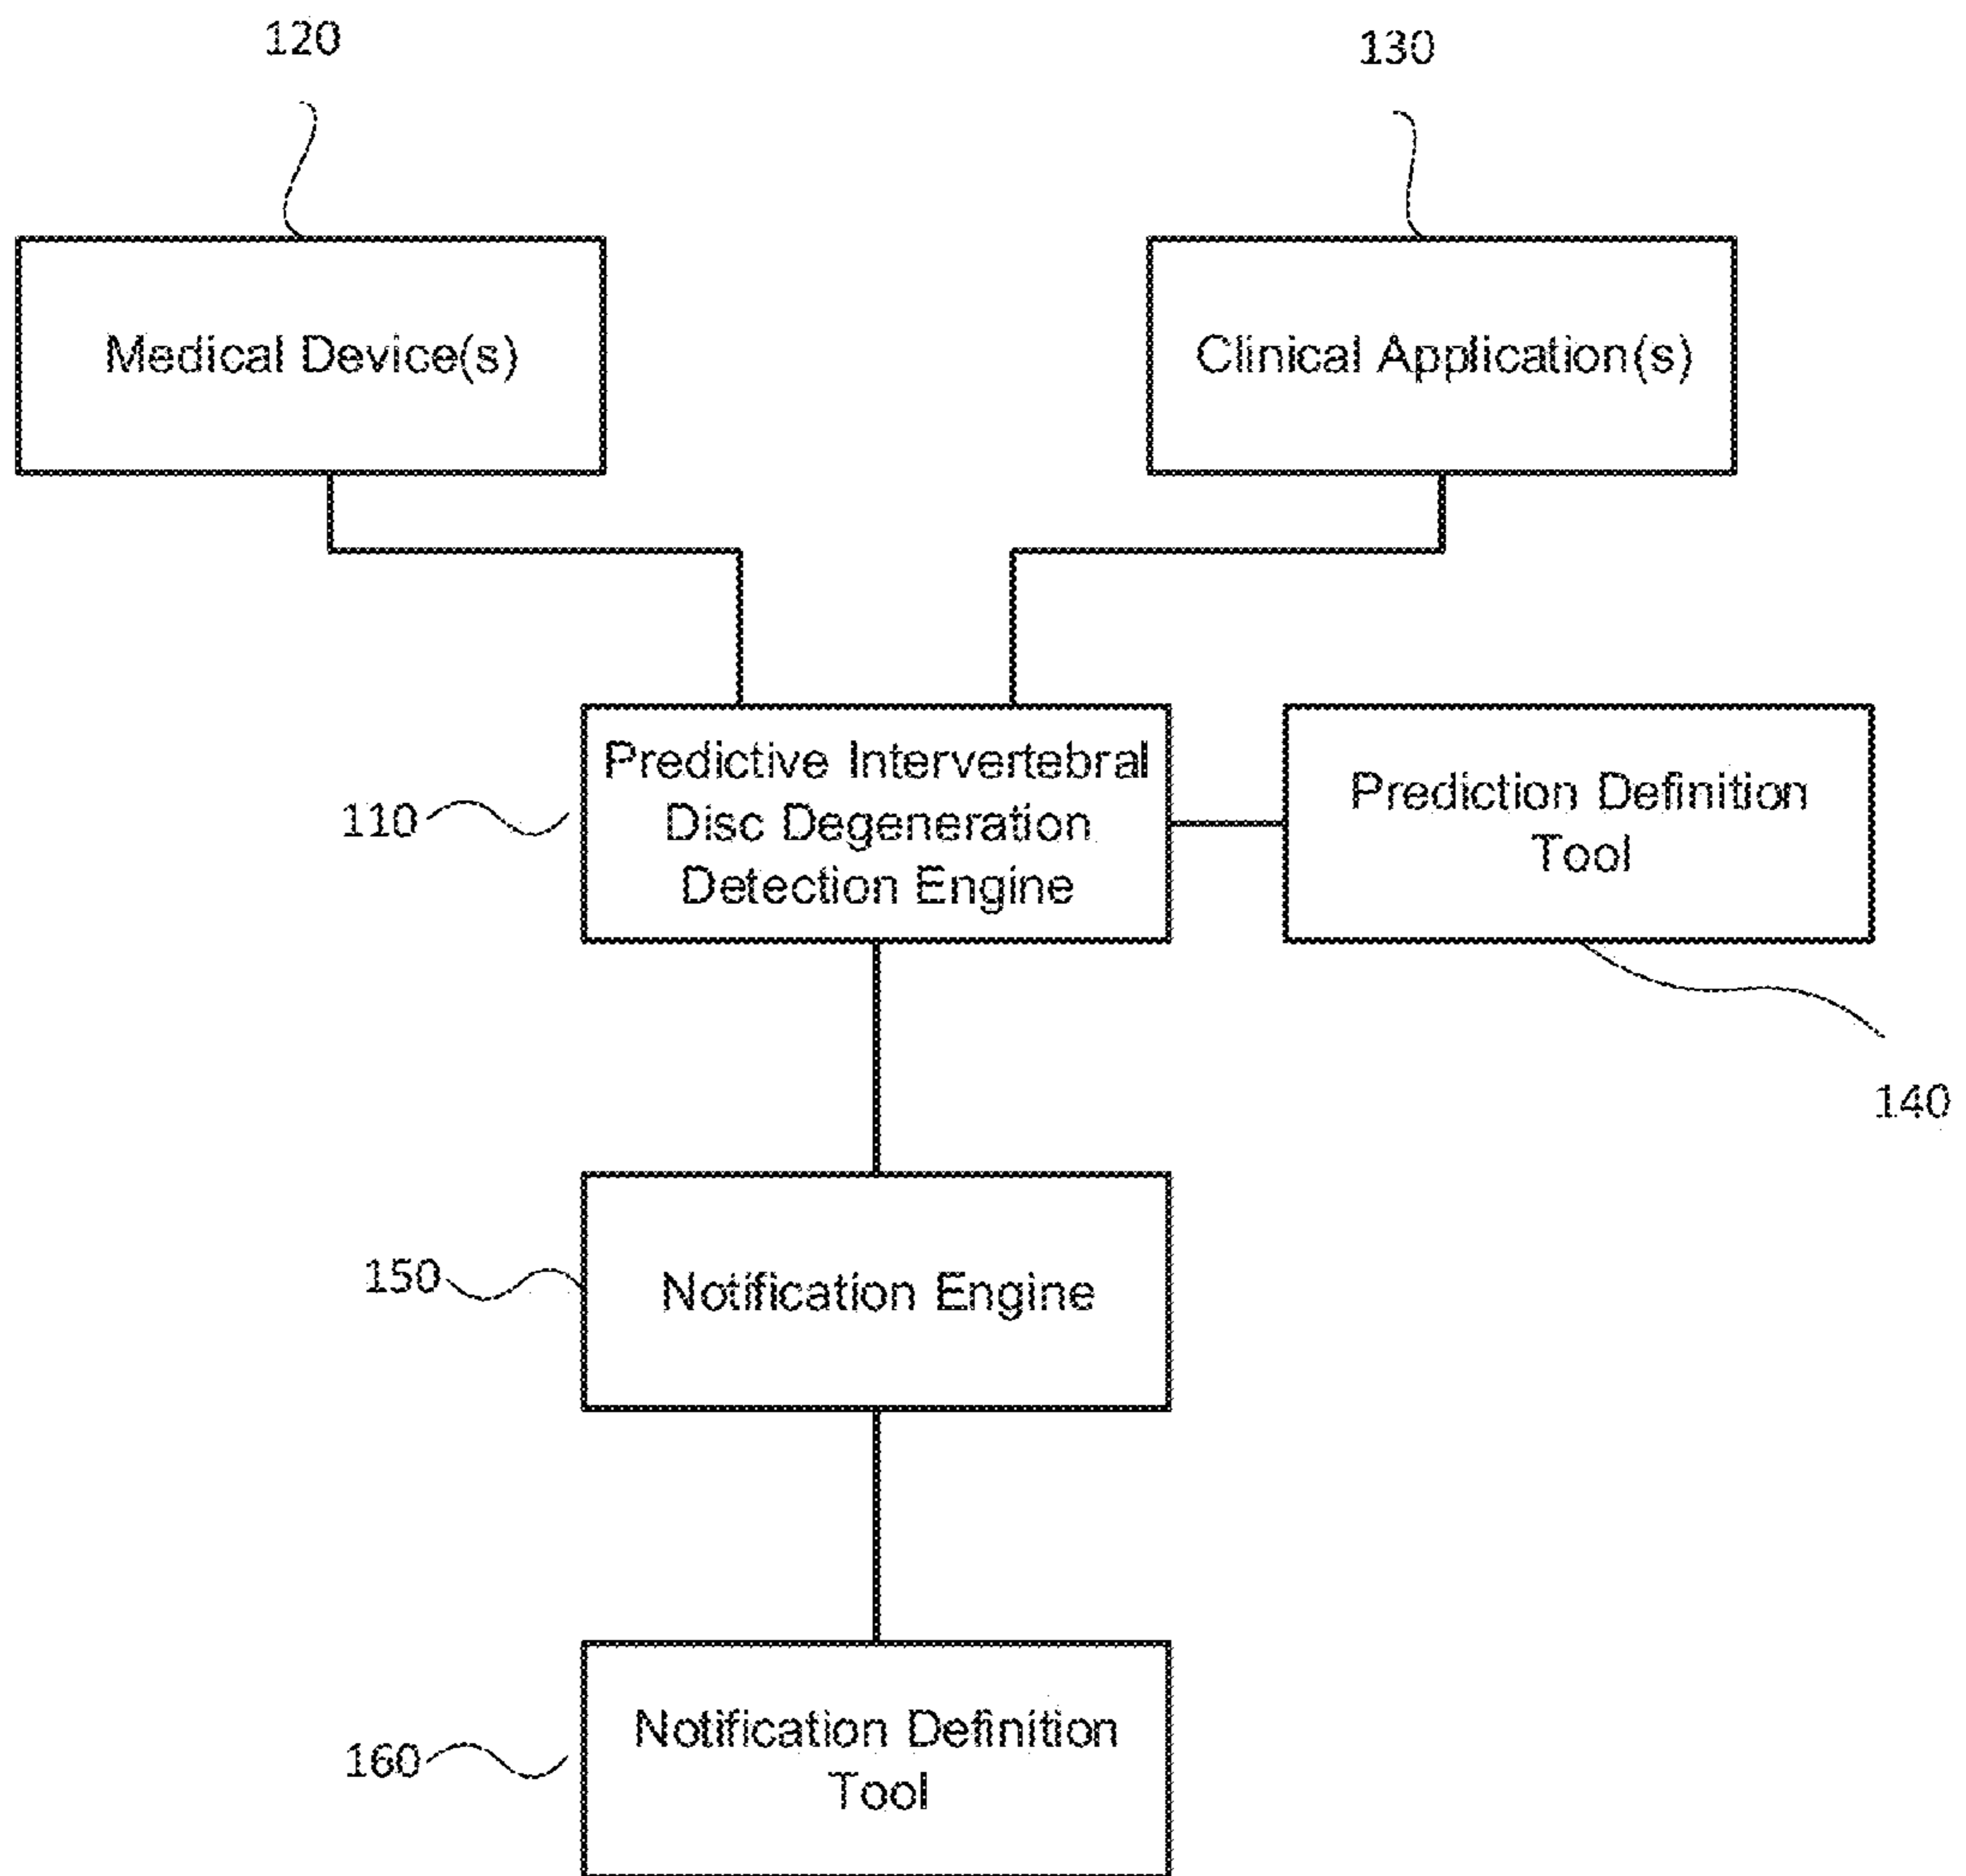 120
130
Medical Device(s)
Clinical Application(s)
Predictive Intervertebral
Disc Degeneration
Detection Engine
110
Prediction Definition
Tool
140
150
Notification Engine
160
Notification Definition
Tool